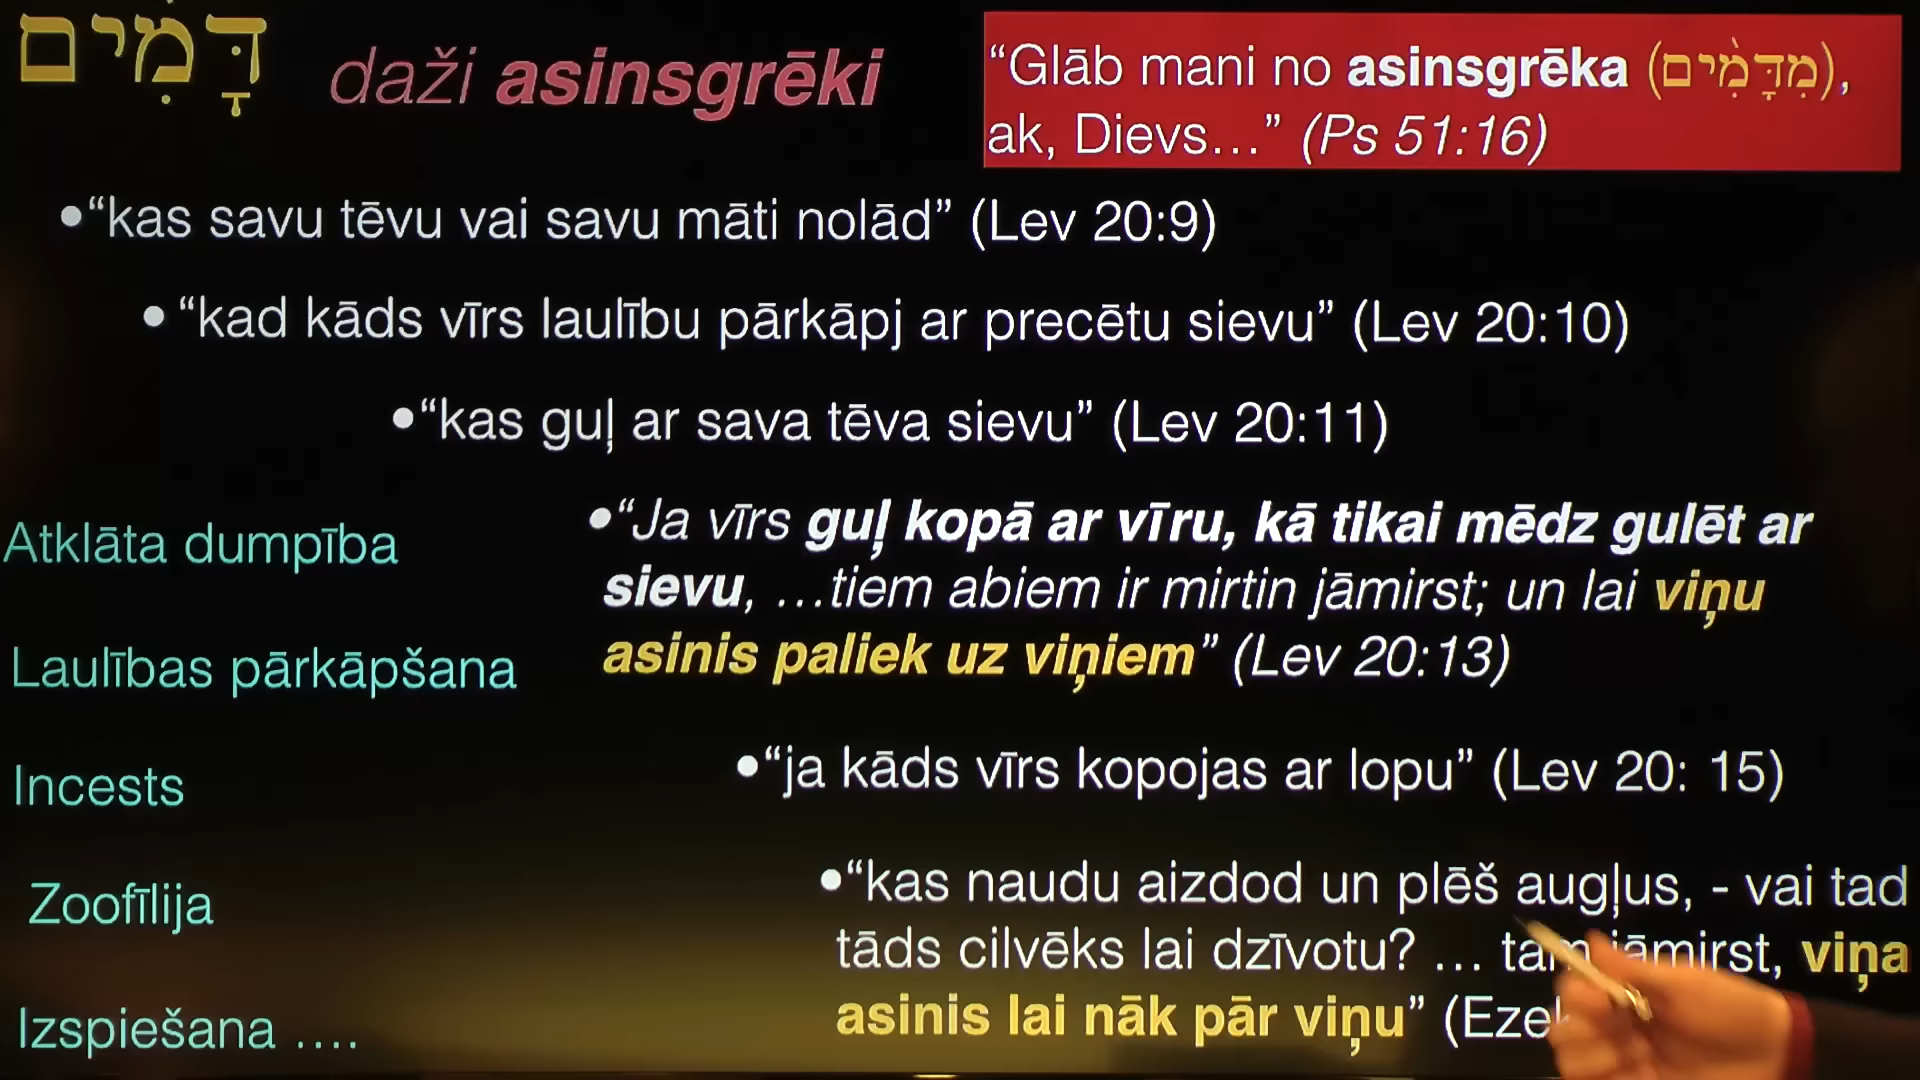 דָּמִים
daži asinsgrēki
“Glāb mani no asinsgrēka (מִדָּמִ֨ים),
ak, Dievs…” (Ps 51:16)
•“kas savu tēvu vai savu māti nolād” (Lev 20:9)
• “kad kāds vīrs laulību pārkāpj ar precētu sievu” (Lev 20:10)
•“kas guļ ar sava tēva sievu” (Lev 20:11)
•“Ja vīrs guļ kopā ar vīru, kā tikai mēdz gulēt ar
sievu, …tiem abiem ir mirtin jāmirst; un lai viņu
asinis paliek uz viņiem” (Lev 20:13)
•“ja kāds vīrs kopojas ar lopu” (Lev 20: 15)
•“kas naudu aizdod un plēš augļus, - vai tad
tāds cilvēks lai dzīvotu? … jāmirst, viņa
asinis lai nāk pār viņu”
Atklāta dumpība
Laulības pārkāpšana
Incests
Zoofīlija
Izspiešana ....